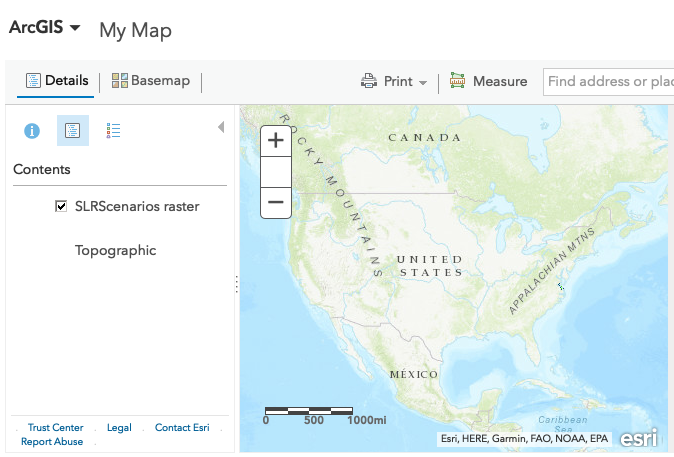 ArcGIS My Map
Details Basemap Print Measure Find address or plac
Contents
SLRScenarios raster
Topographic
Trust Center Legal Contact Esri
Report Abuse
+
−
ROCKY MOUNTAINS
CANADA
UNITED
STATES
APPALACHIAN MTNS
MÉXICO
Caribbean
Sea
0 500 1000mi
Esri, HERE, Garmin, FAO, NOAA, EPA
esri